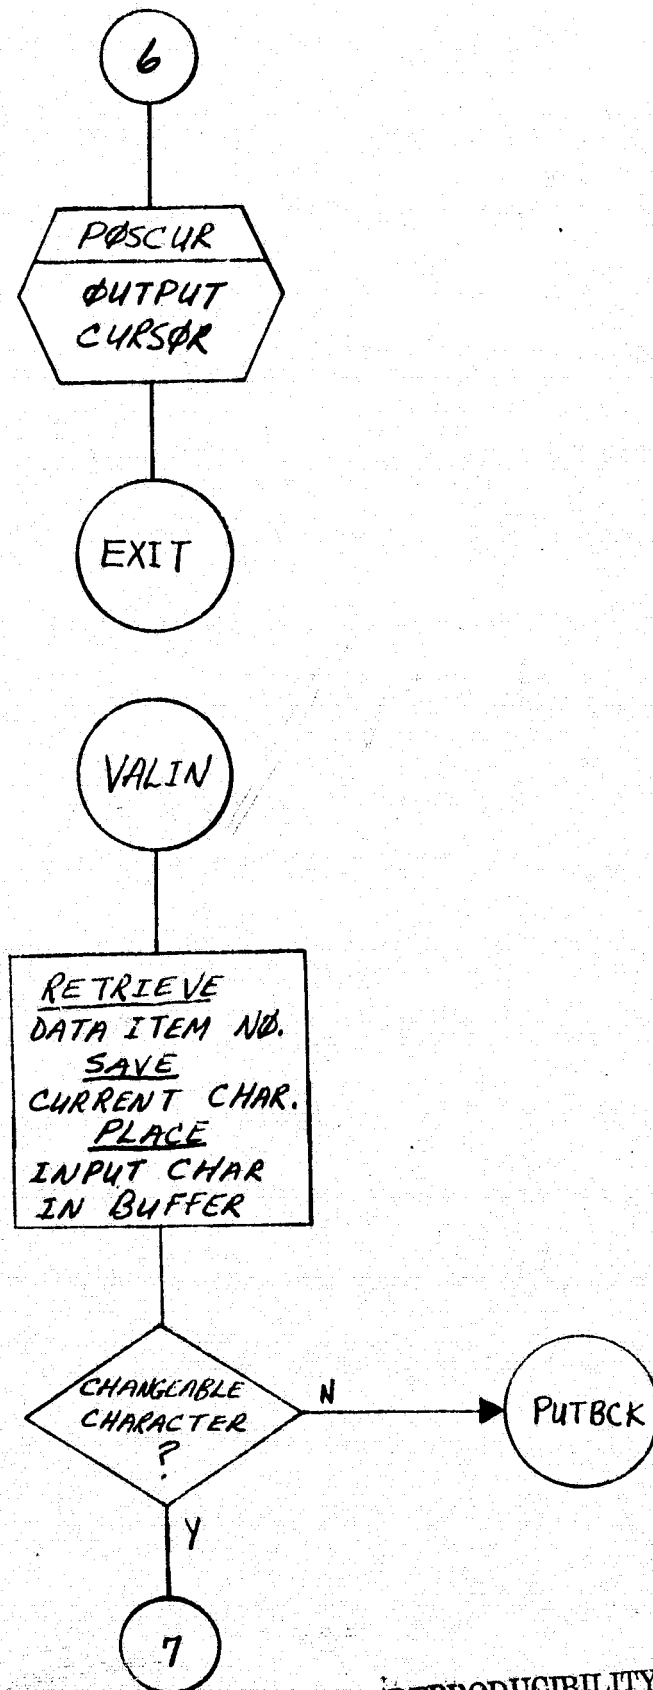 6
PØSCUR
ØUTPUT
CURSØR
EXIT
VALIN
RETRIEVE
DATA ITEM NØ.
SAVE
CURRENT CHAR.
PLACE
INPUT CHAR
IN BUFFER
CHANGEABLE
CHARACTER
?
N
PUTBCK
Y
7
REPRODUCIBILITY